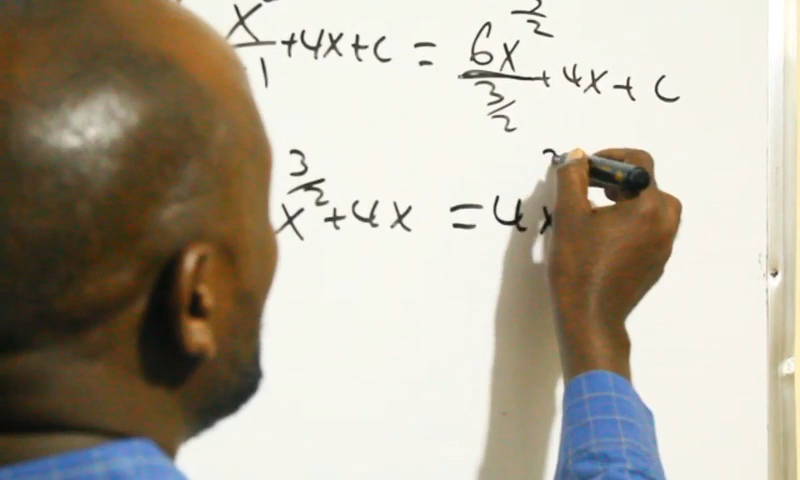 x/1 + 4x + c = 6x^(3/2)/(3/2) + 4x + c
x^(3/2) + 4x = 4x